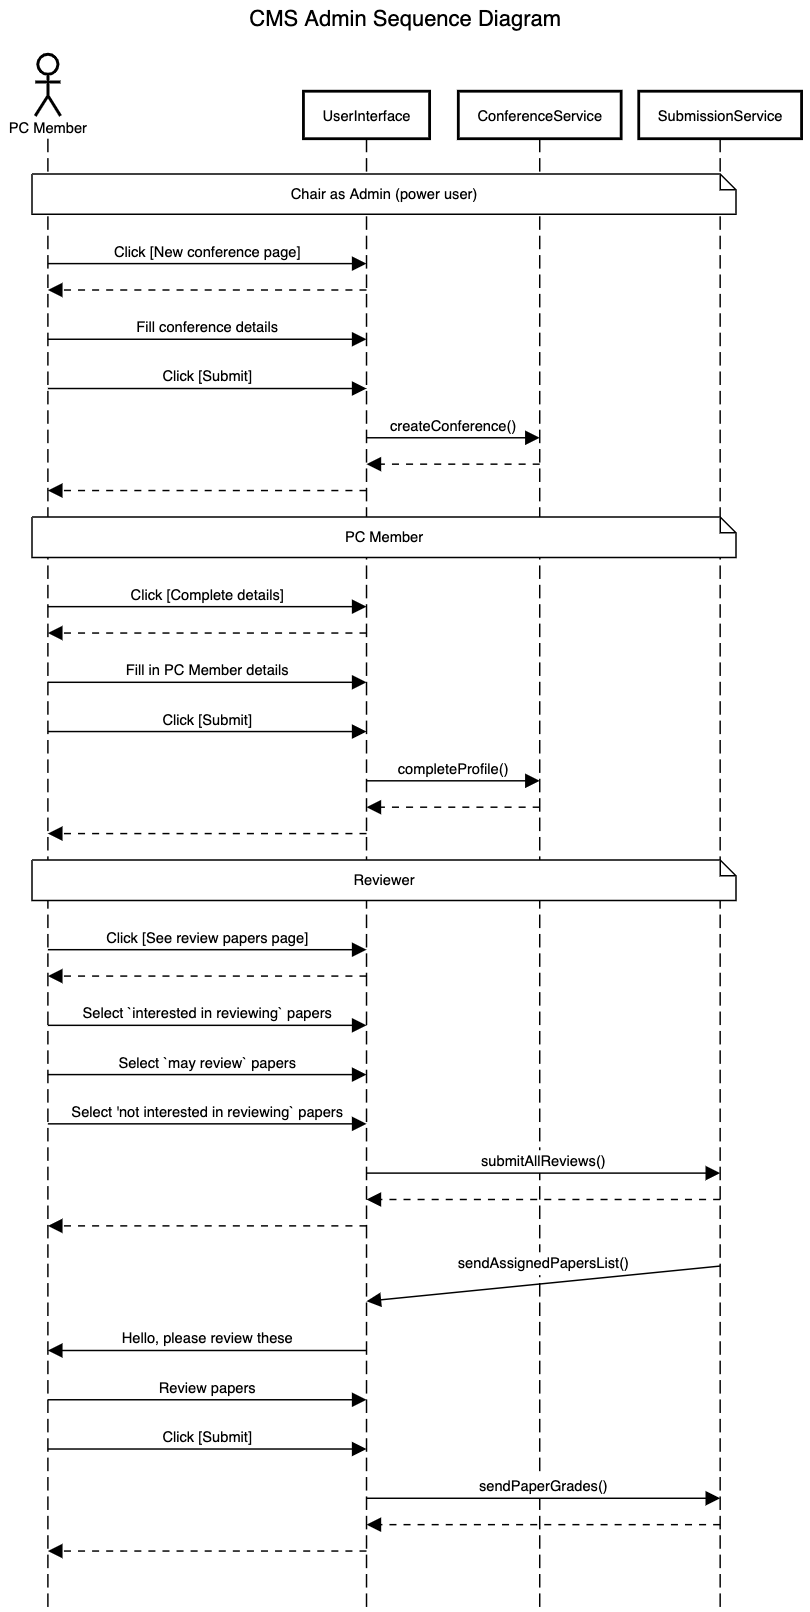 CMS Admin Sequence Diagram
PC Member
UserInterface
ConferenceService
SubmissionService
Chair as Admin (power user)
Click [New conference page]
Fill conference details
Click [Submit]
createConference()
PC Member
Click [Complete details]
Fill in PC Member details
Click [Submit]
completeProfile()
Reviewer
Click [See review papers page]
Select `interested in reviewing` papers
Select `may review` papers
Select 'not interested in reviewing` papers
submitAllReviews()
sendAssignedPapersList()
Hello, please review these
Review papers
Click [Submit]
sendPaperGrades()